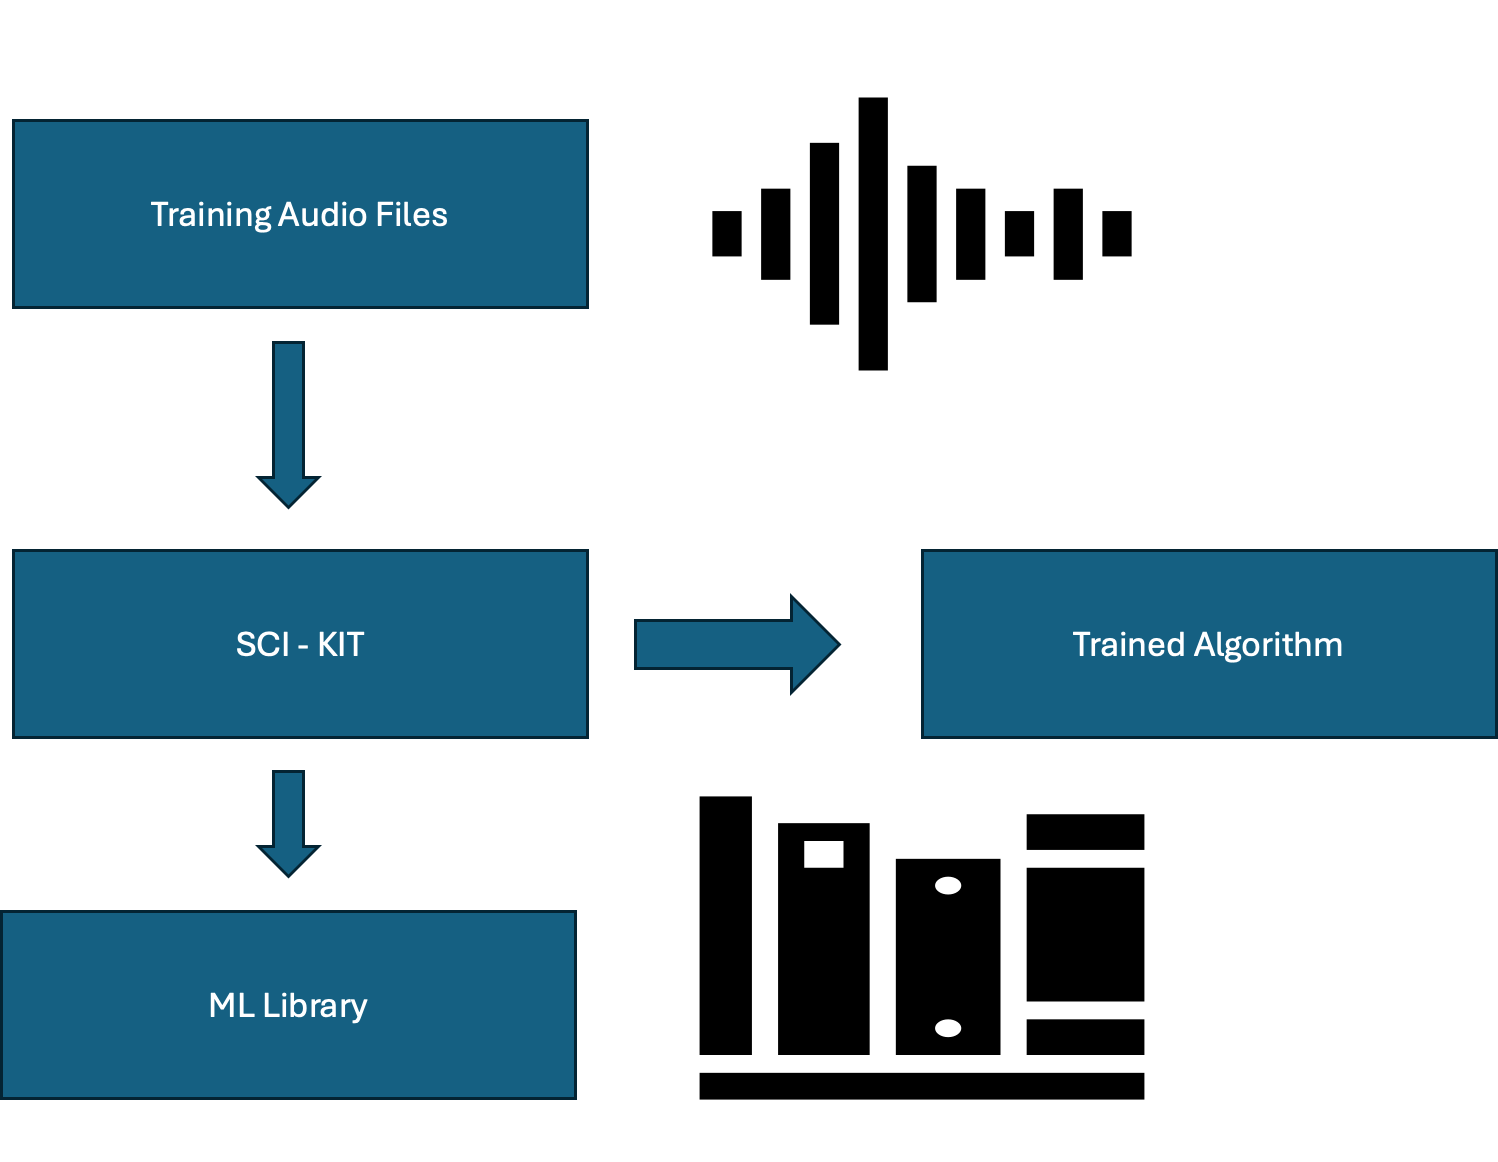 Training Audio Files
SCI - KIT
Trained Algorithm
ML Library